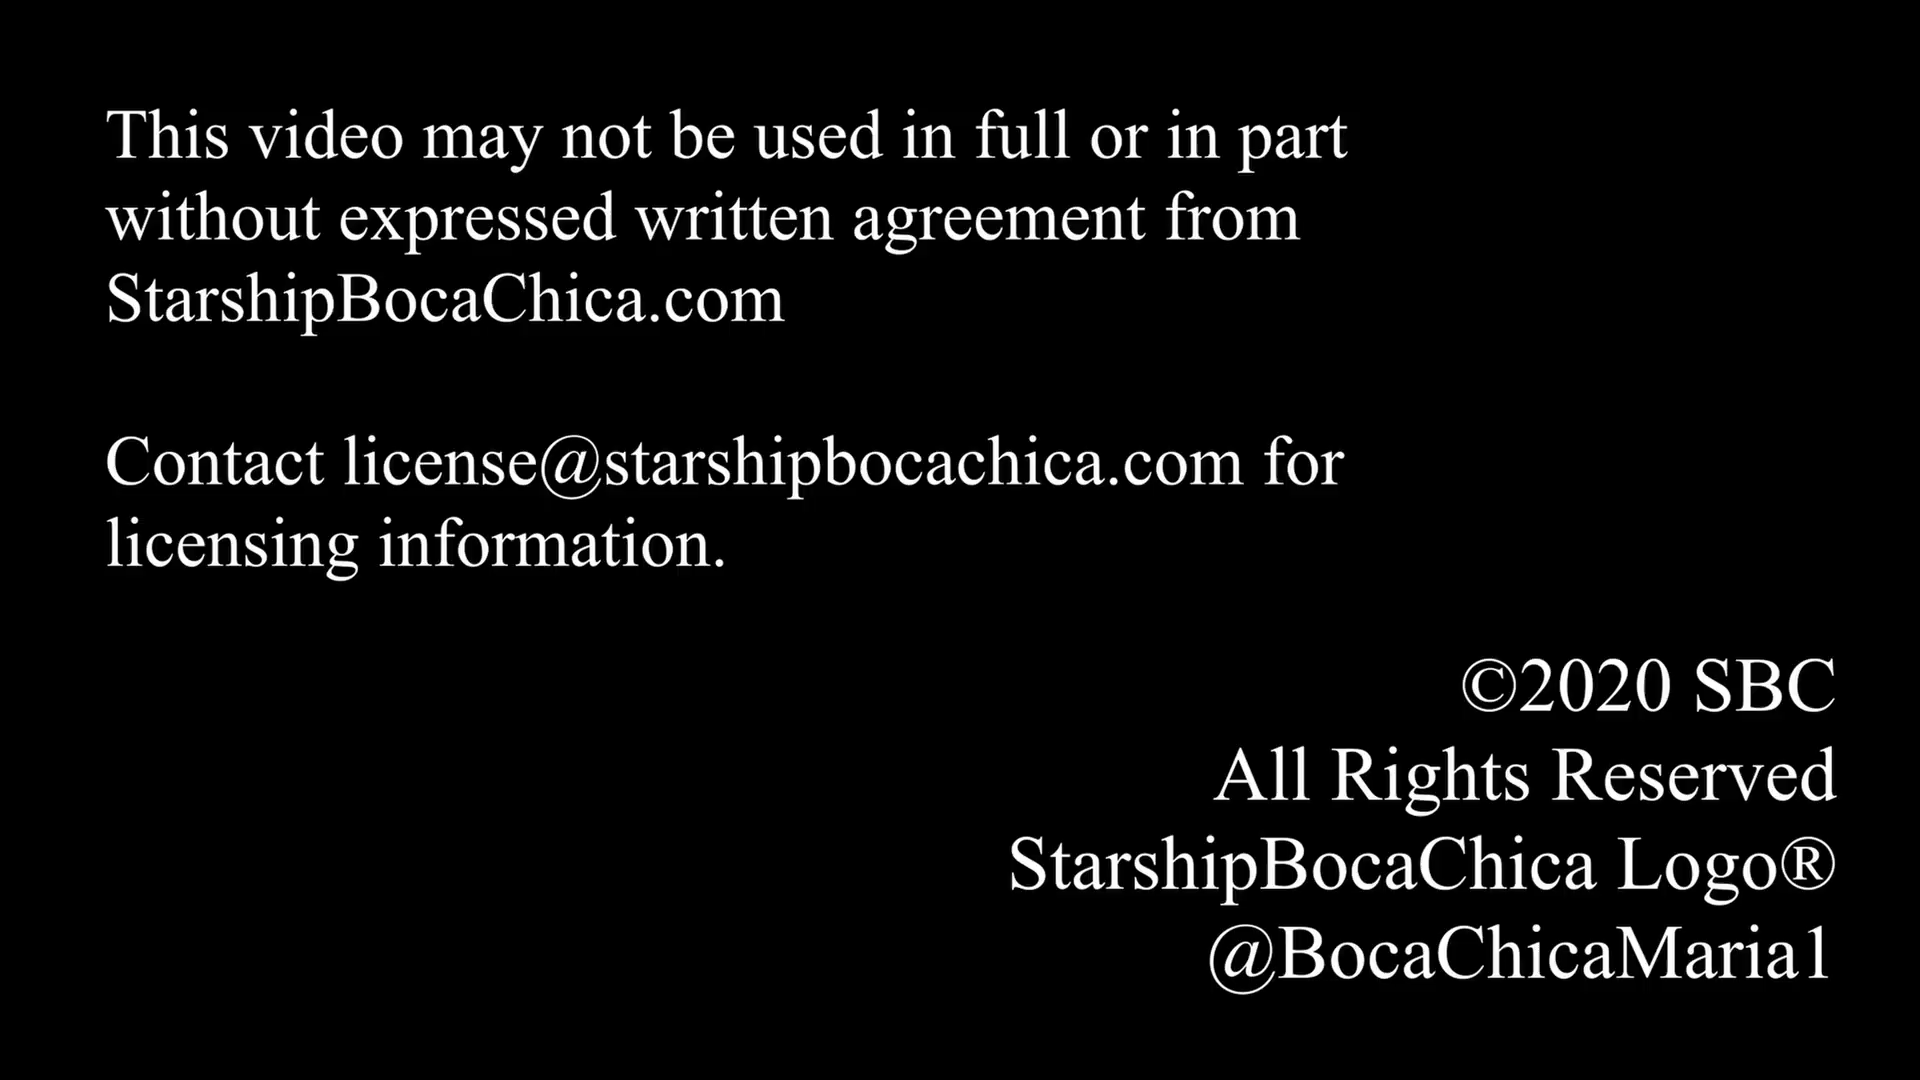 This video may not be used in full or in part
without expressed written agreement from
StarshipBocaChica.com
Contact license@starshipbocachica.com for
licensing information.
©2020 SBC
All Rights Reserved
StarshipBocaChica Logo®
@BocaChicaMaria1